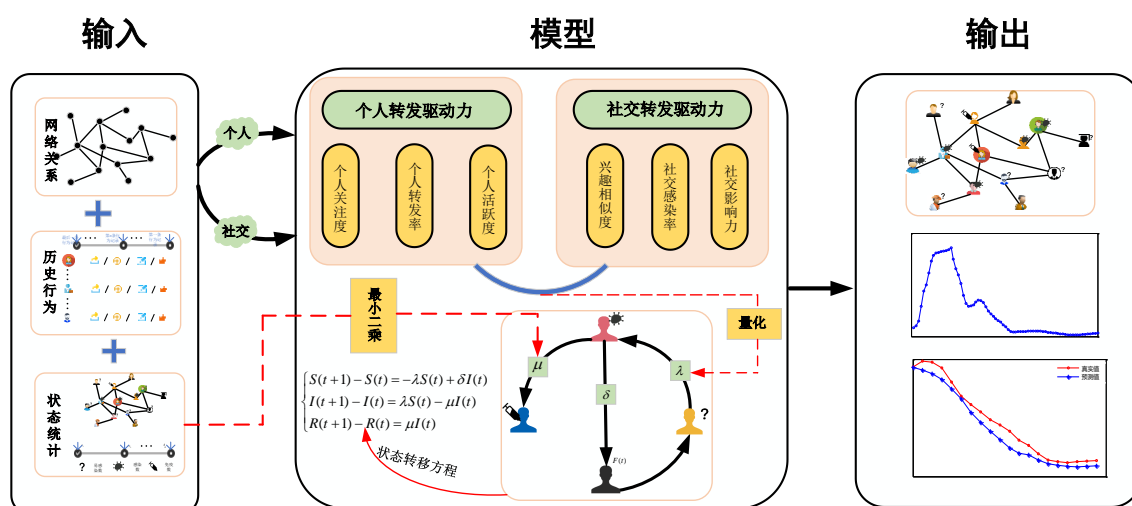 输入
模型
输出
网络关系
历史行为
状态统计
个人
社交
个人转发驱动力
个人关注度
个人转发率
个人活跃度
社交转发驱动力
兴趣相似度
社交感染率
社交影响力
最小二乘
量化
S(t+1)−S(t)=−λS(t)+δI(t)
I(t+1)−I(t)=λS(t)−μI(t)
R(t+1)−R(t)=μI(t)
状态转移方程
μ
δ
λ
?
F(t)
真实值
预测值